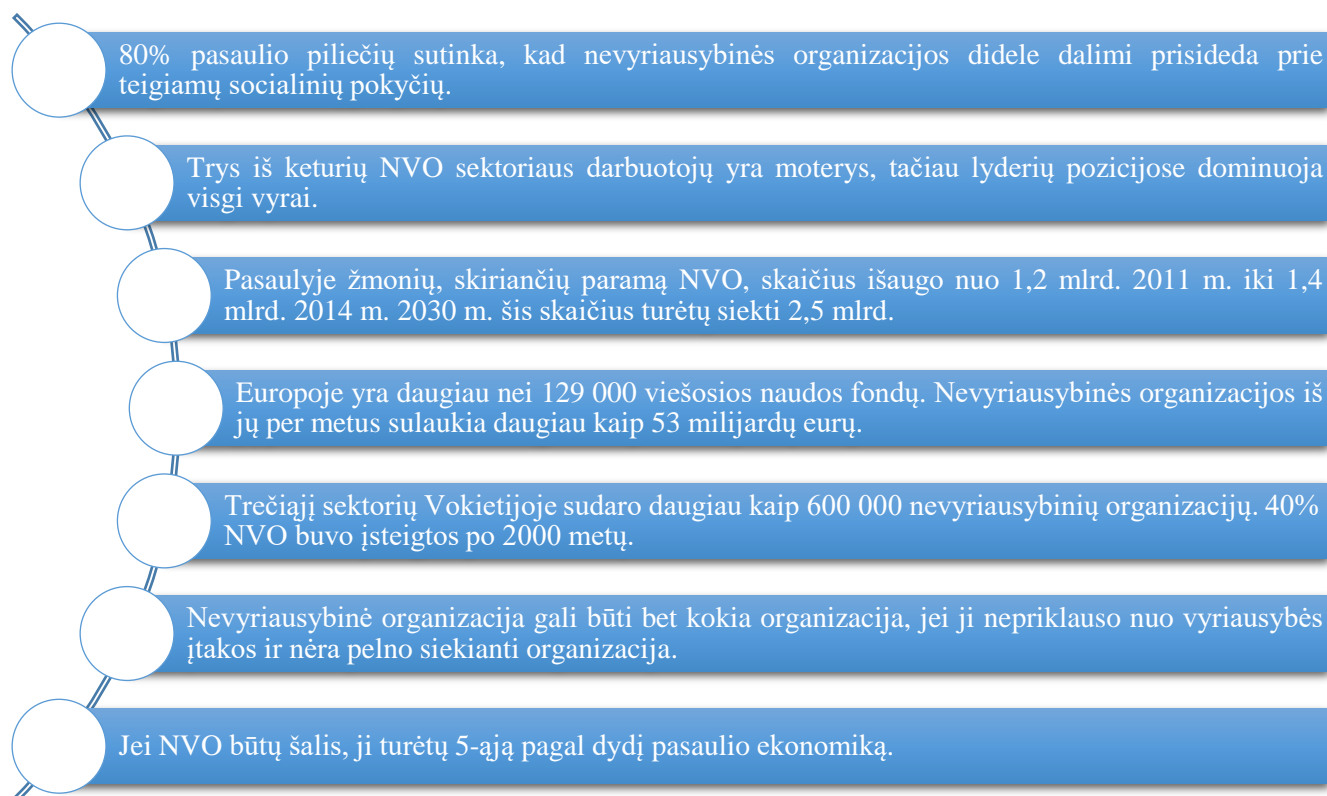 80% pasaulio piliečių sutinka, kad nevyriausybinės organizacijos didele dalimi prisideda prie
teigiamų socialinių pokyčių.
Trys iš keturių NVO sektoriaus darbuotojų yra moterys, tačiau lyderių pozicijose dominuoja
visgi vyrai.
Pasaulyje žmonių, skiriančių paramą NVO, skaičius išaugo nuo 1,2 mlrd. 2011 m. iki 1,4
mlrd. 2014 m. 2030 m. šis skaičius turėtų siekti 2,5 mlrd.
Europoje yra daugiau nei 129 000 viešosios naudos fondų. Nevyriausybinės organizacijos iš
jų per metus sulaukia daugiau kaip 53 milijardų eurų.
Trečiąjį sektorių Vokietijoje sudaro daugiau kaip 600 000 nevyriausybinių organizacijų. 40%
NVO buvo įsteigtos po 2000 metų.
Nevyriausybinė organizacija gali būti bet kokia organizacija, jei ji nepriklauso nuo vyriausybės
įtakos ir nėra pelno siekianti organizacija.
Jei NVO būtų šalis, ji turėtų 5-ąją pagal dydį pasaulio ekonomiką.